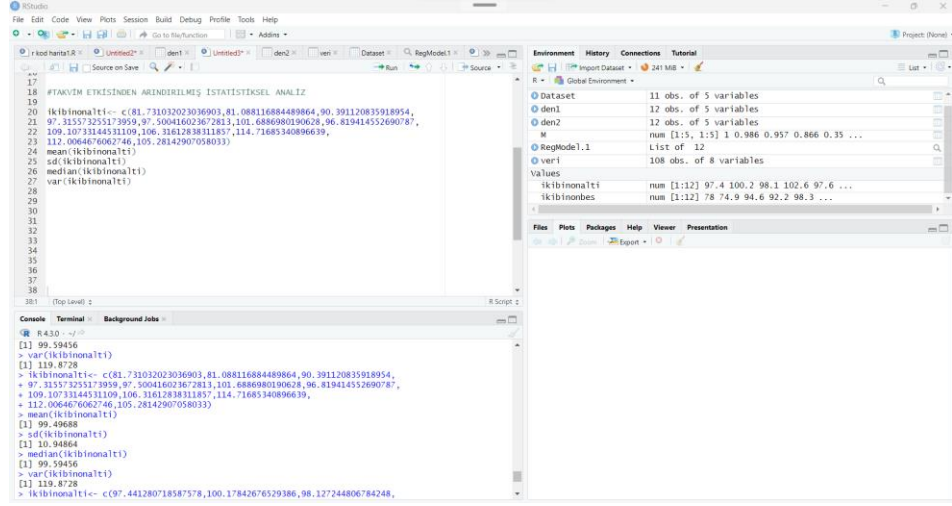 RStudio
File Edit Code View Plots Session Build Debug Profile Tools Help
Go to file/function Addins Project: (None)
r kod harita1.R Untitled2* den1 Untitled3* den2 veri Dataset RegModel.1
Source on Save Run Source
17
18 #TAKVİM ETKİSİNDEN ARINDIRILMIŞ İSTATİSTİKSEL ANALİZ
19
20 ikibinonalti<- c(81.731032023036903,81.088116884489864,90.391120835918954,
21 97.315573255173959,97.500416023672813,101.6886980190628,96.819414552690787,
22 109.10733144531109,106.31612838311857,114.71685340896639,
23 112.0064676062746,105.28142907058033)
24 mean(ikibinonalti)
25 sd(ikibinonalti)
26 median(ikibinonalti)
27 var(ikibinonalti)
28
29
30
31
32
33
34
35
36
37
38
38:1 (Top Level) R Script
Console Terminal Background Jobs
R 4.3.0 · ~/
[1] 99.59456
> var(ikibinonalti)
[1] 119.8728
> ikibinonalti<- c(81.731032023036903,81.088116884489864,90.391120835918954,
+ 97.315573255173959,97.500416023672813,101.6886980190628,96.819414552690787,
+ 109.10733144531109,106.31612838311857,114.71685340896639,
+ 112.0064676062746,105.28142907058033)
> mean(ikibinonalti)
[1] 99.49688
> sd(ikibinonalti)
[1] 10.94864
> median(ikibinonalti)
[1] 99.59456
> var(ikibinonalti)
[1] 119.8728
> ikibinonalti<- c(97.441280718587578,100.17842676529386,98.127244806784248,
Environment History Connections Tutorial
Import Dataset 241 MiB List
R Global Environment
Dataset 11 obs. of 5 variables
den1 12 obs. of 5 variables
den2 12 obs. of 5 variables
M num [1:5, 1:5] 1 0.986 0.957 0.866 0.35 ...
RegModel.1 List of 12
veri 108 obs. of 8 variables
Values
ikibinonalti num [1:12] 97.4 100.2 98.1 102.6 97.6 ...
ikibinonbes num [1:12] 78 74.9 94.6 92.2 98.3 ...
Files Plots Packages Help Viewer Presentation
Zoom Export